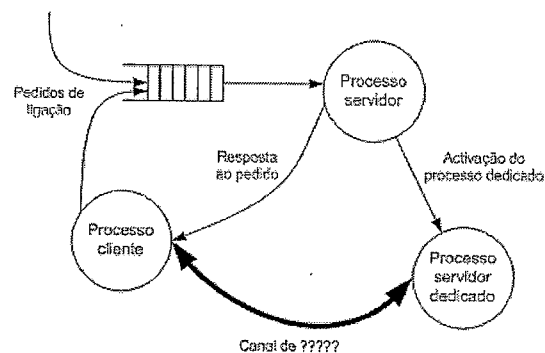 Pedidos de
ligação
Processo
servidor
Resposta
ao pedido
Activação do
processo dedicado
Processo
cliente
Processo
servidor
dedicado
Canal de ?????